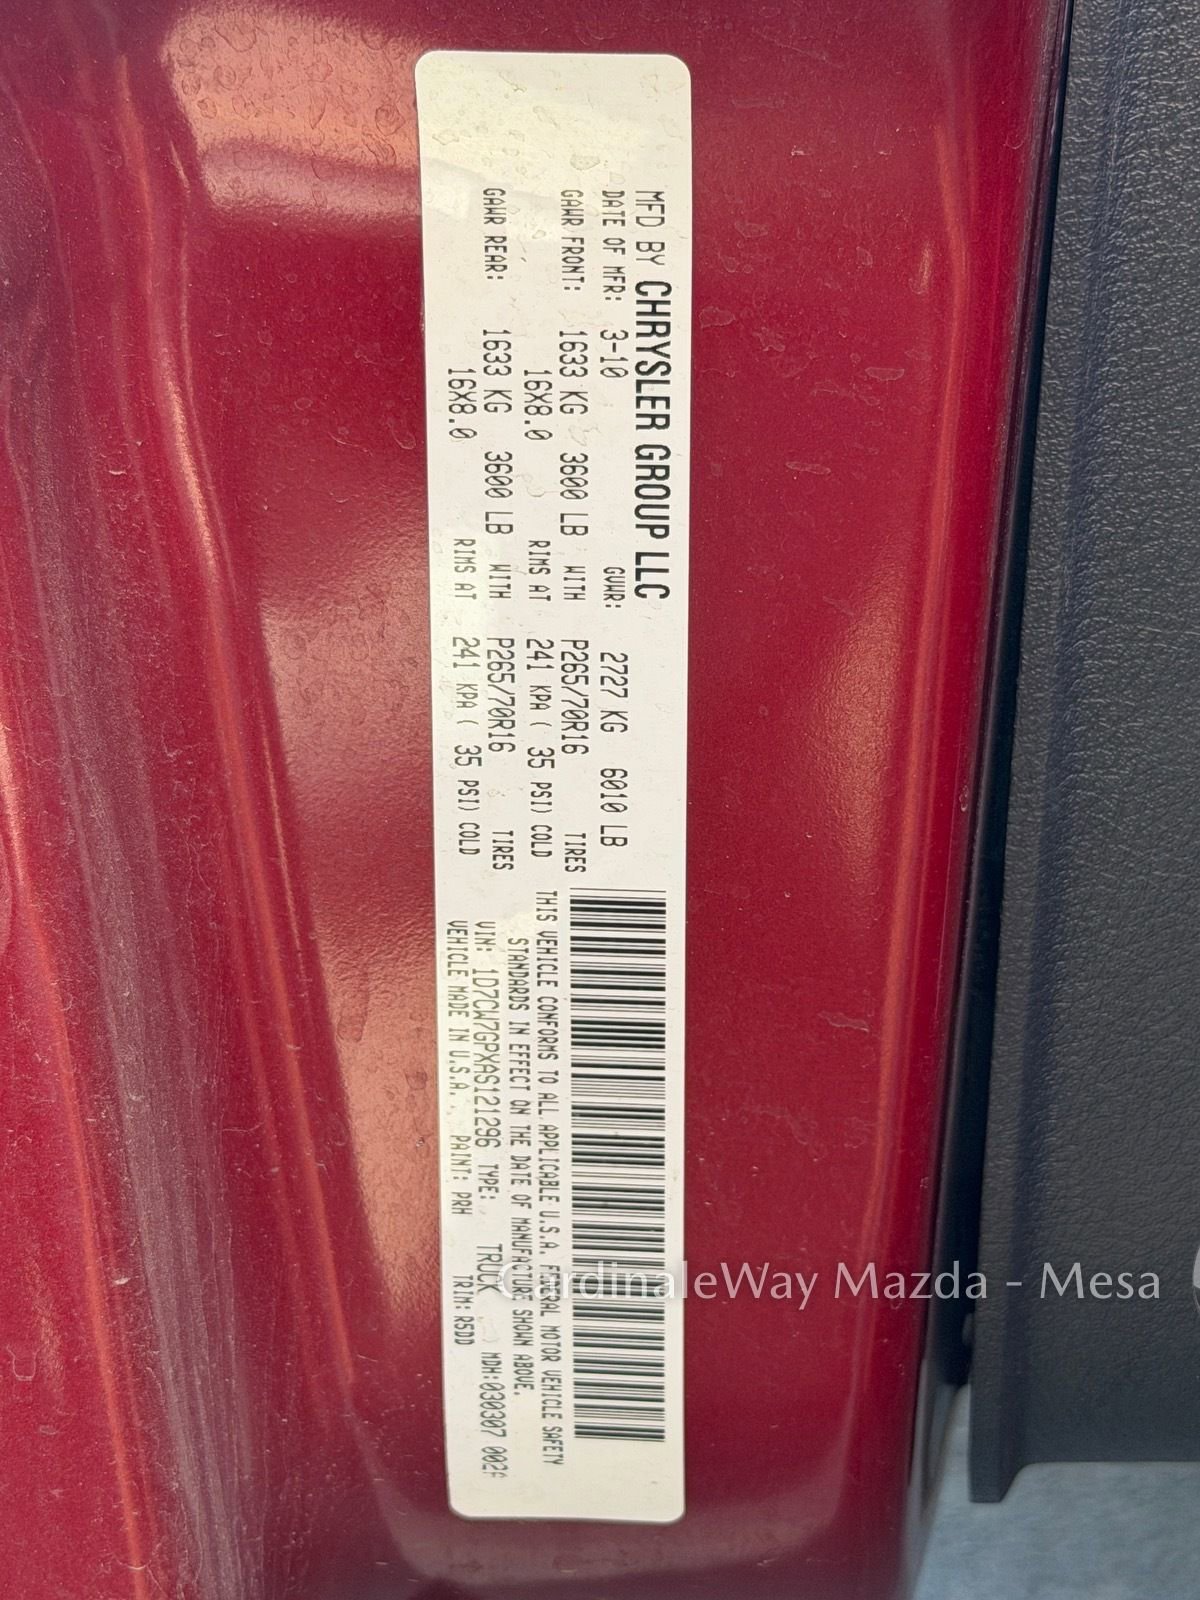 MFD BY CHRYSLER GROUP LLC
DATE OF MFR: 3-10 GVWR: 2727 KG 6010 LB
GAWR FRONT: 1633 KG 3600 LB WITH P265/70R16 TIRES
16X8.0 RIMS AT 241 KPA ( 35 PSI) COLD
GAWR REAR: 1633 KG 3600 LB WITH P265/70R16 TIRES
16X8.0 RIMS AT 241 KPA ( 35 PSI) COLD
THIS VEHICLE CONFORMS TO ALL APPLICABLE U.S.A. FEDERAL MOTOR VEHICLE SAFETY
STANDARDS IN EFFECT ON THE DATE OF MANUFACTURE SHOWN ABOVE.
VIN: 1D7CW7GPXAS121296 TYPE: TRUCK MDH:030307 002
VEHICLE MADE IN U.S.A. PAINT: PRH TRIM: R5DD
CardinaleWay Mazda - Mesa